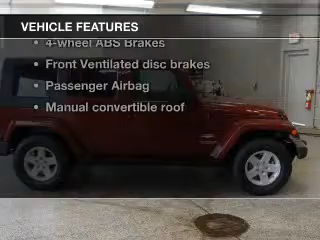 VEHICLE FEATURES
• 4-wheel ABS Brakes
• Front Ventilated disc brakes
• Passenger Airbag
• Manual convertible roof